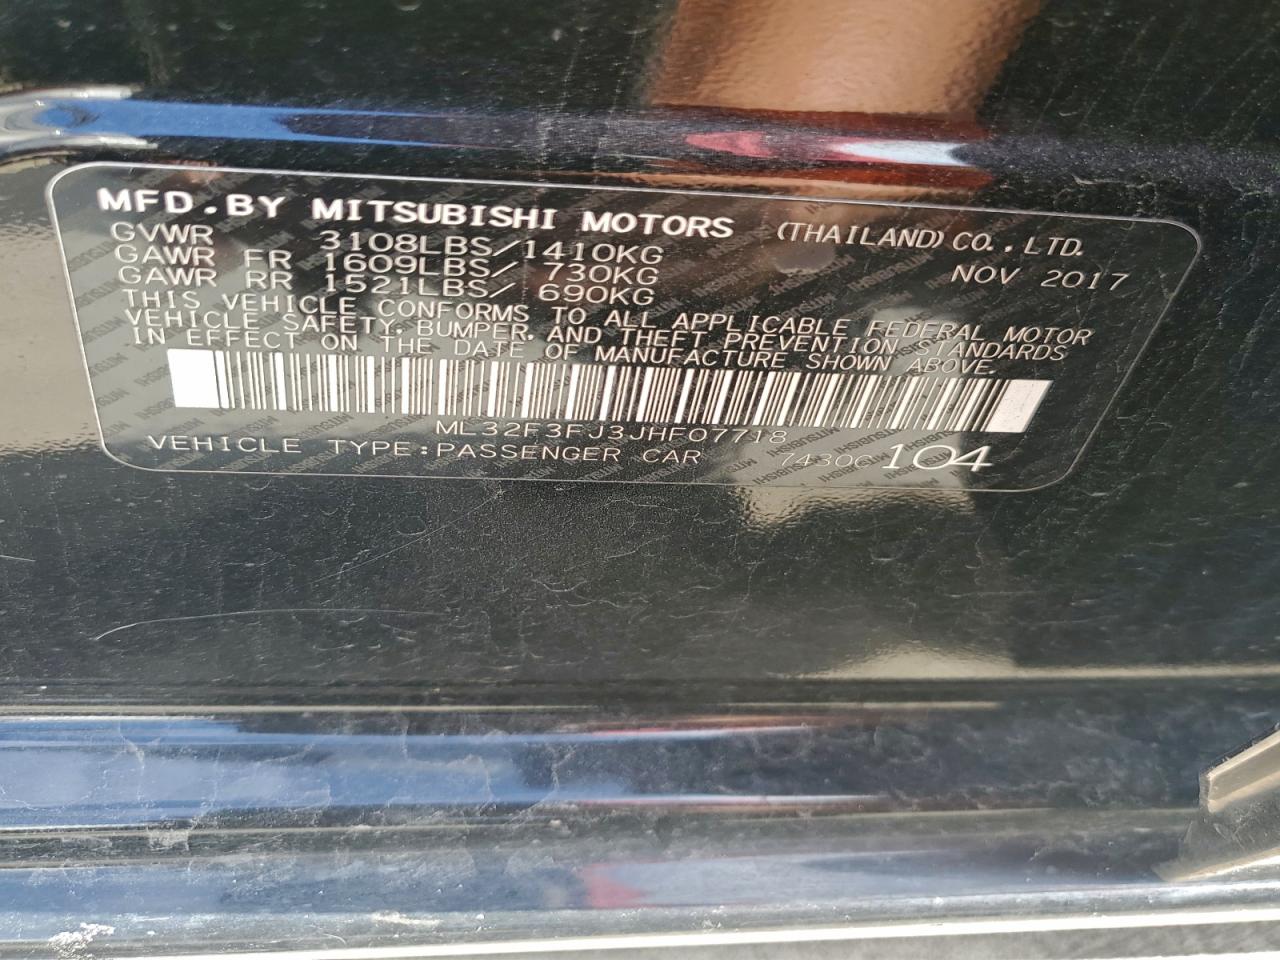 MFD.BY MITSUBISHI MOTORS (THAILAND) CO.,LTD.
GVWR 3108LBS/1410KG NOV 2017
GAWR FR 1609LBS/ 730KG
GAWR RR 1521LBS/ 690KG
THIS VEHICLE CONFORMS TO ALL APPLICABLE FEDERAL MOTOR
VEHICLE SAFETY, BUMPER, AND THEFT PREVENTION STANDARDS
IN EFFECT ON THE DATE OF MANUFACTURE SHOWN ABOVE.
ML32F3FJ3JHF07718
VEHICLE TYPE:PASSENGER CAR 104